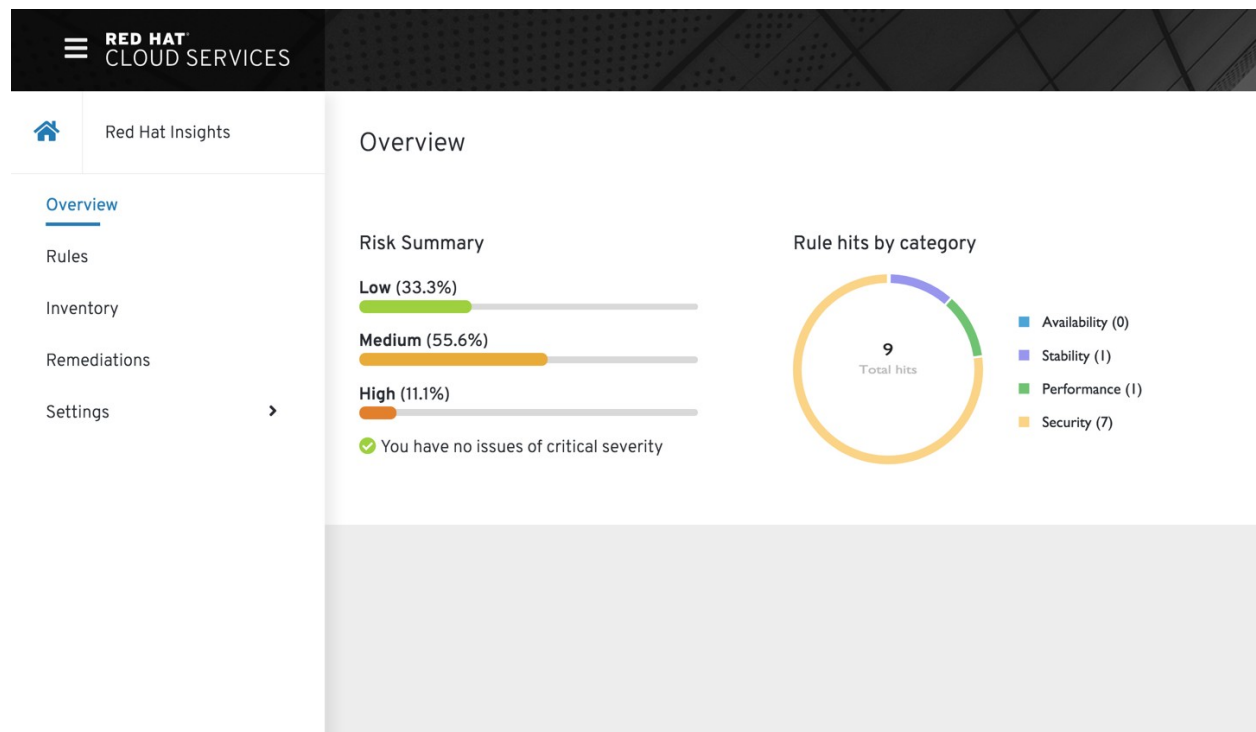 RED HAT
CLOUD SERVICES
Red Hat Insights
Overview
Rules
Inventory
Remediations
Settings
Overview
Risk Summary
Low (33.3%)
Medium (55.6%)
High (11.1%)
You have no issues of critical severity
Rule hits by category
9
Total hits
Availability (0)
Stability (1)
Performance (1)
Security (7)